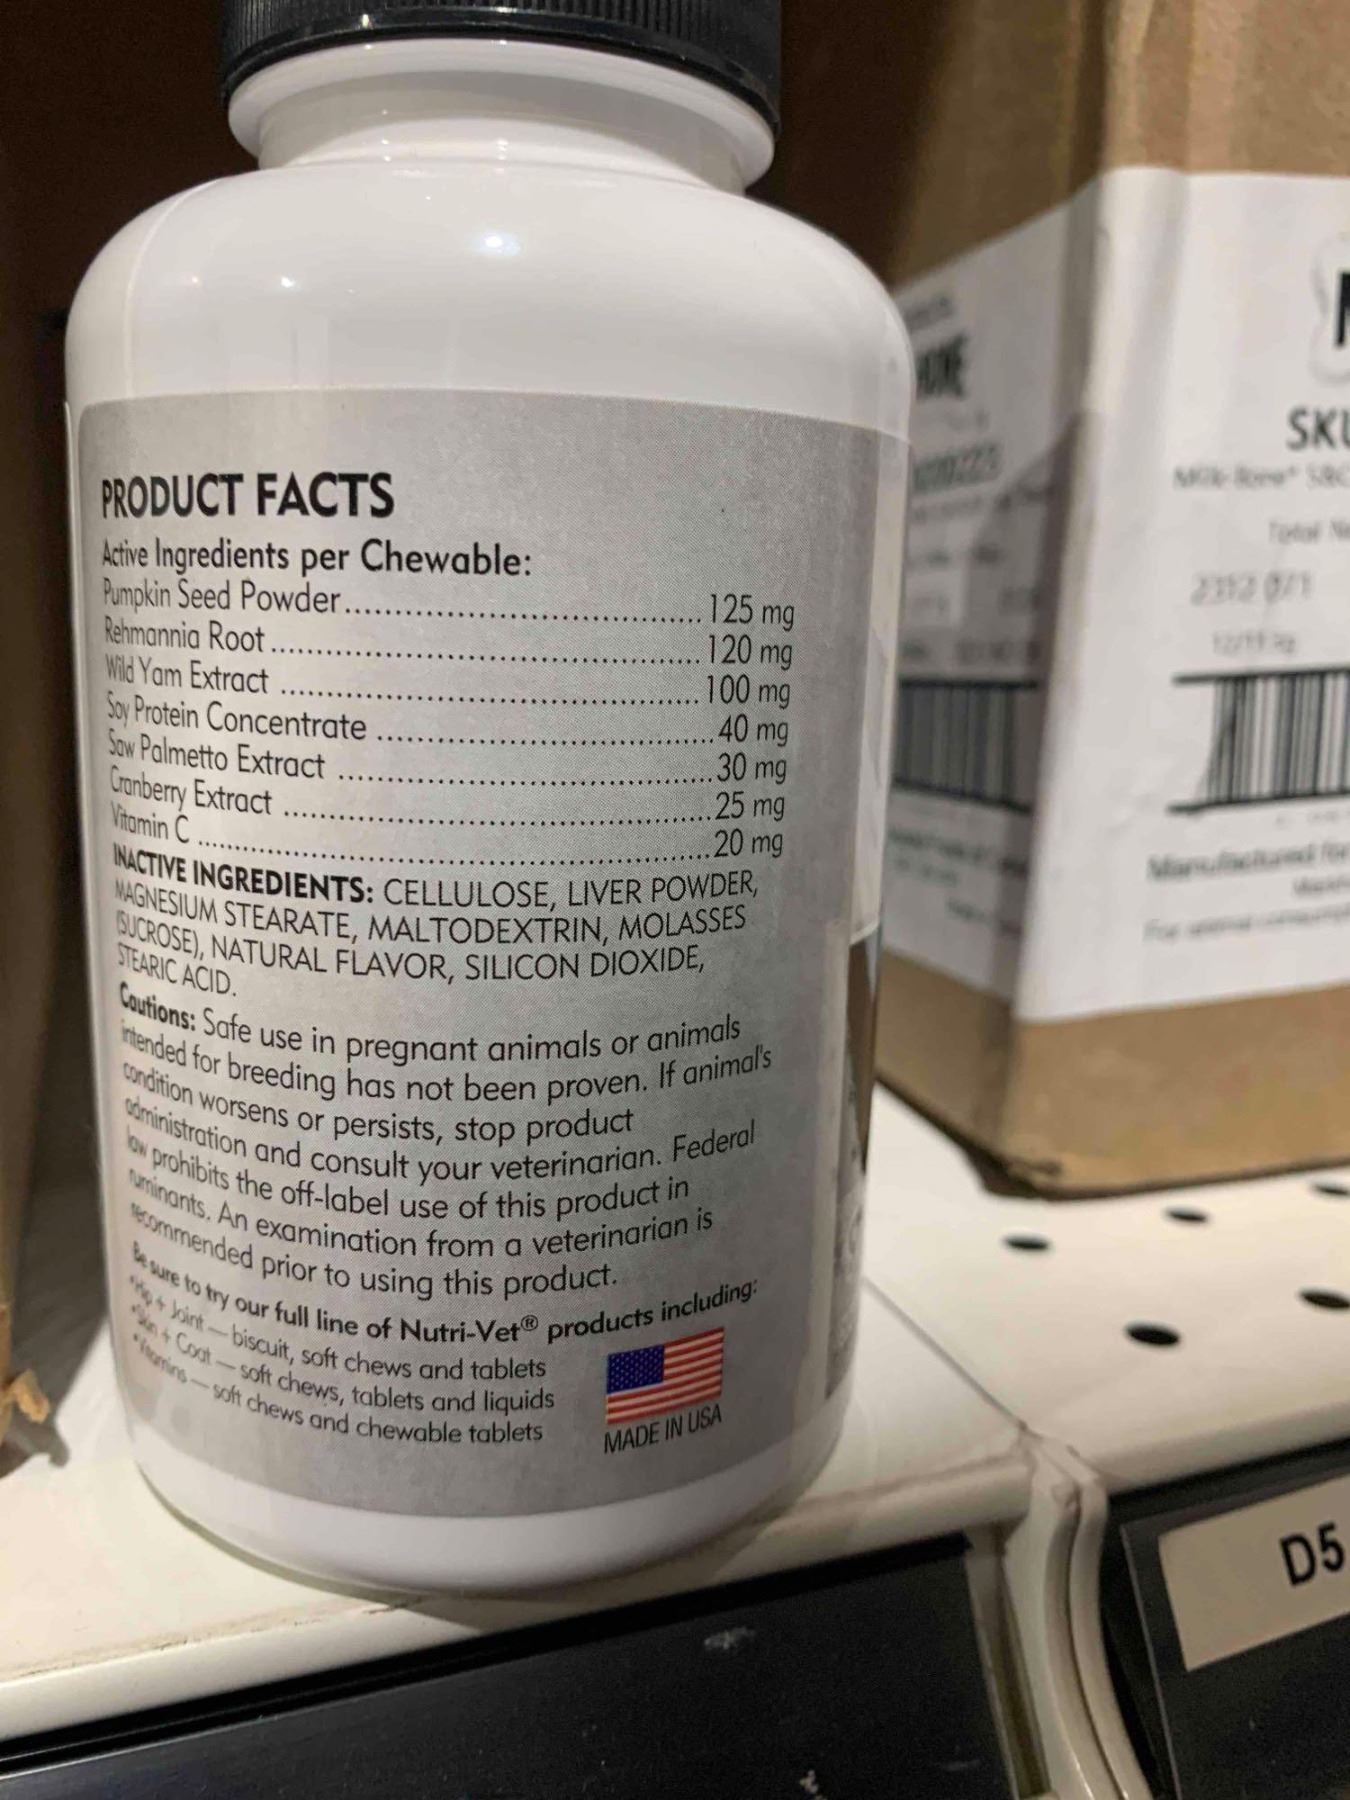 PRODUCT FACTS
Active Ingredients per Chewable:
Pumpkin Seed Powder.......................................125 mg
Rehmannia Root.................................................120 mg
Wild Yam Extract................................................100 mg
Soy Protein Concentrate.......................................40 mg
Saw Palmetto Extract..........................................30 mg
Cranberry Extract................................................25 mg
Vitamin C..........................................................20 mg
INACTIVE INGREDIENTS: CELLULOSE, LIVER POWDER,
MAGNESIUM STEARATE, MALTODEXTRIN, MOLASSES
(SUCROSE), NATURAL FLAVOR, SILICON DIOXIDE,
STEARIC ACID.
Cautions: Safe use in pregnant animals or animals
intended for breeding has not been proven. If animal's
condition worsens or persists, stop product
administration and consult your veterinarian. Federal
law prohibits the off-label use of this product in
ruminants. An examination from a veterinarian is
recommended prior to using this product.
Be sure to try our full line of Nutri-Vet® products including:
•Hip + Joint — biscuit, soft chews and tablets
•Skin + Coat — soft chews, tablets and liquids
•Vitamins — soft chews and chewable tablets
MADE IN USA
SKU
Milk-Bone®
Total
2312 071
Manufactured for
D5